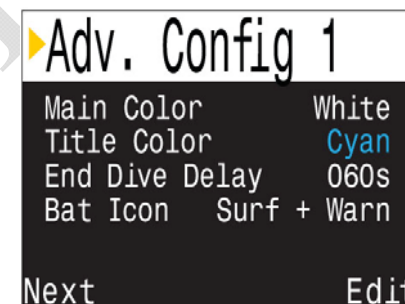 Adv. Config 1
Main Color White
Title Color Cyan
End Dive Delay 060s
Bat Icon Surf + Warn
Next Edit